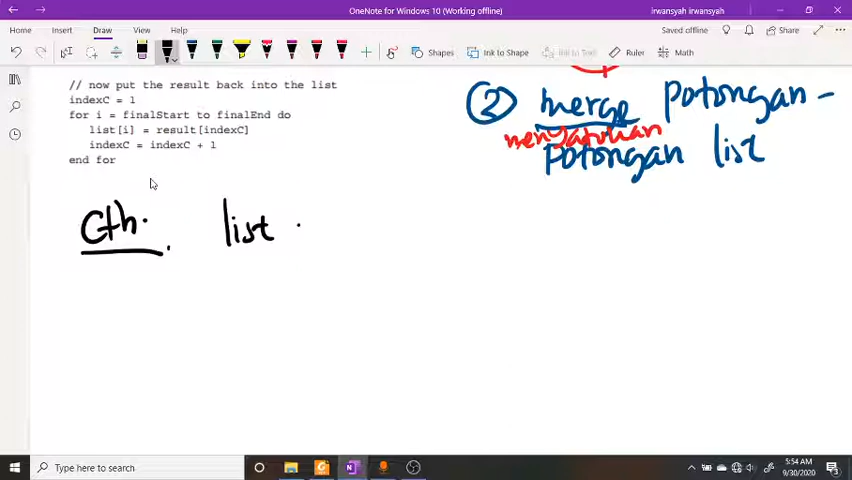 OneNote for Windows 10 (Working offline)
irwansyah irwansyah
Home Insert Draw View Help
Saved offline Share
Shapes Ink to Shape Ink to Text Ruler Math
// now put the result back into the list
indexC = 1
for i = finalStart to finalEnd do
list[i] = result[indexC]
indexC = indexC + 1
end for
② merge potongan -
menyatukan
potongan list
Cth. list .
Type here to search
5:54 AM
9/30/2020
3